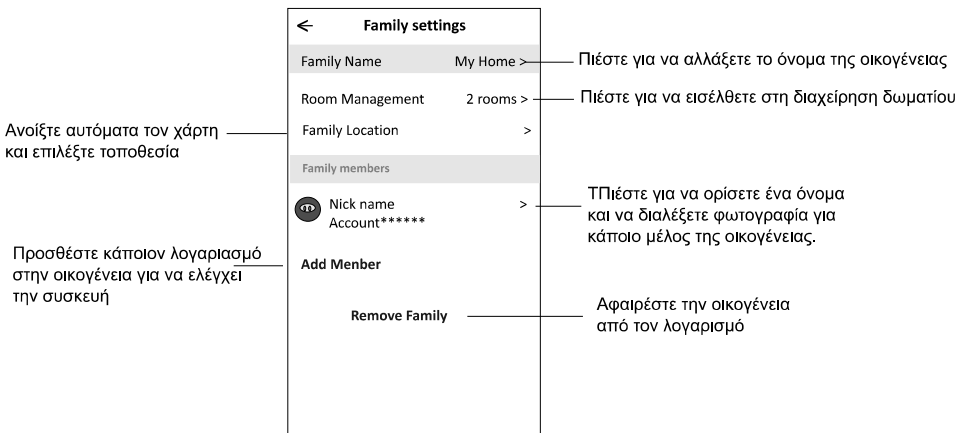 Family settings
Family Name My Home >
Πιέστε για να αλλάξετε το όνομα της οικογένειας
Room Management 2 rooms >
Πιέστε για να εισέλθετε στη διαχείρηση δωματίου
Ανοίξτε αυτόματα τον χάρτη
και επιλέξτε τοποθεσία
Family Location >
Family members
Nick name >
Account******
ΤΠιέστε για να ορίσετε ένα όνομα
και να διαλέξετε φωτογραφία για
κάποιο μέλος της οικογένειας.
Προσθέστε κάποιον λογαριασμό
στην οικογένεια για να ελέγχει
την συσκευή
Add Menber
Remove Family
Αφαιρέστε την οικογένεια
από τον λογαρισμό